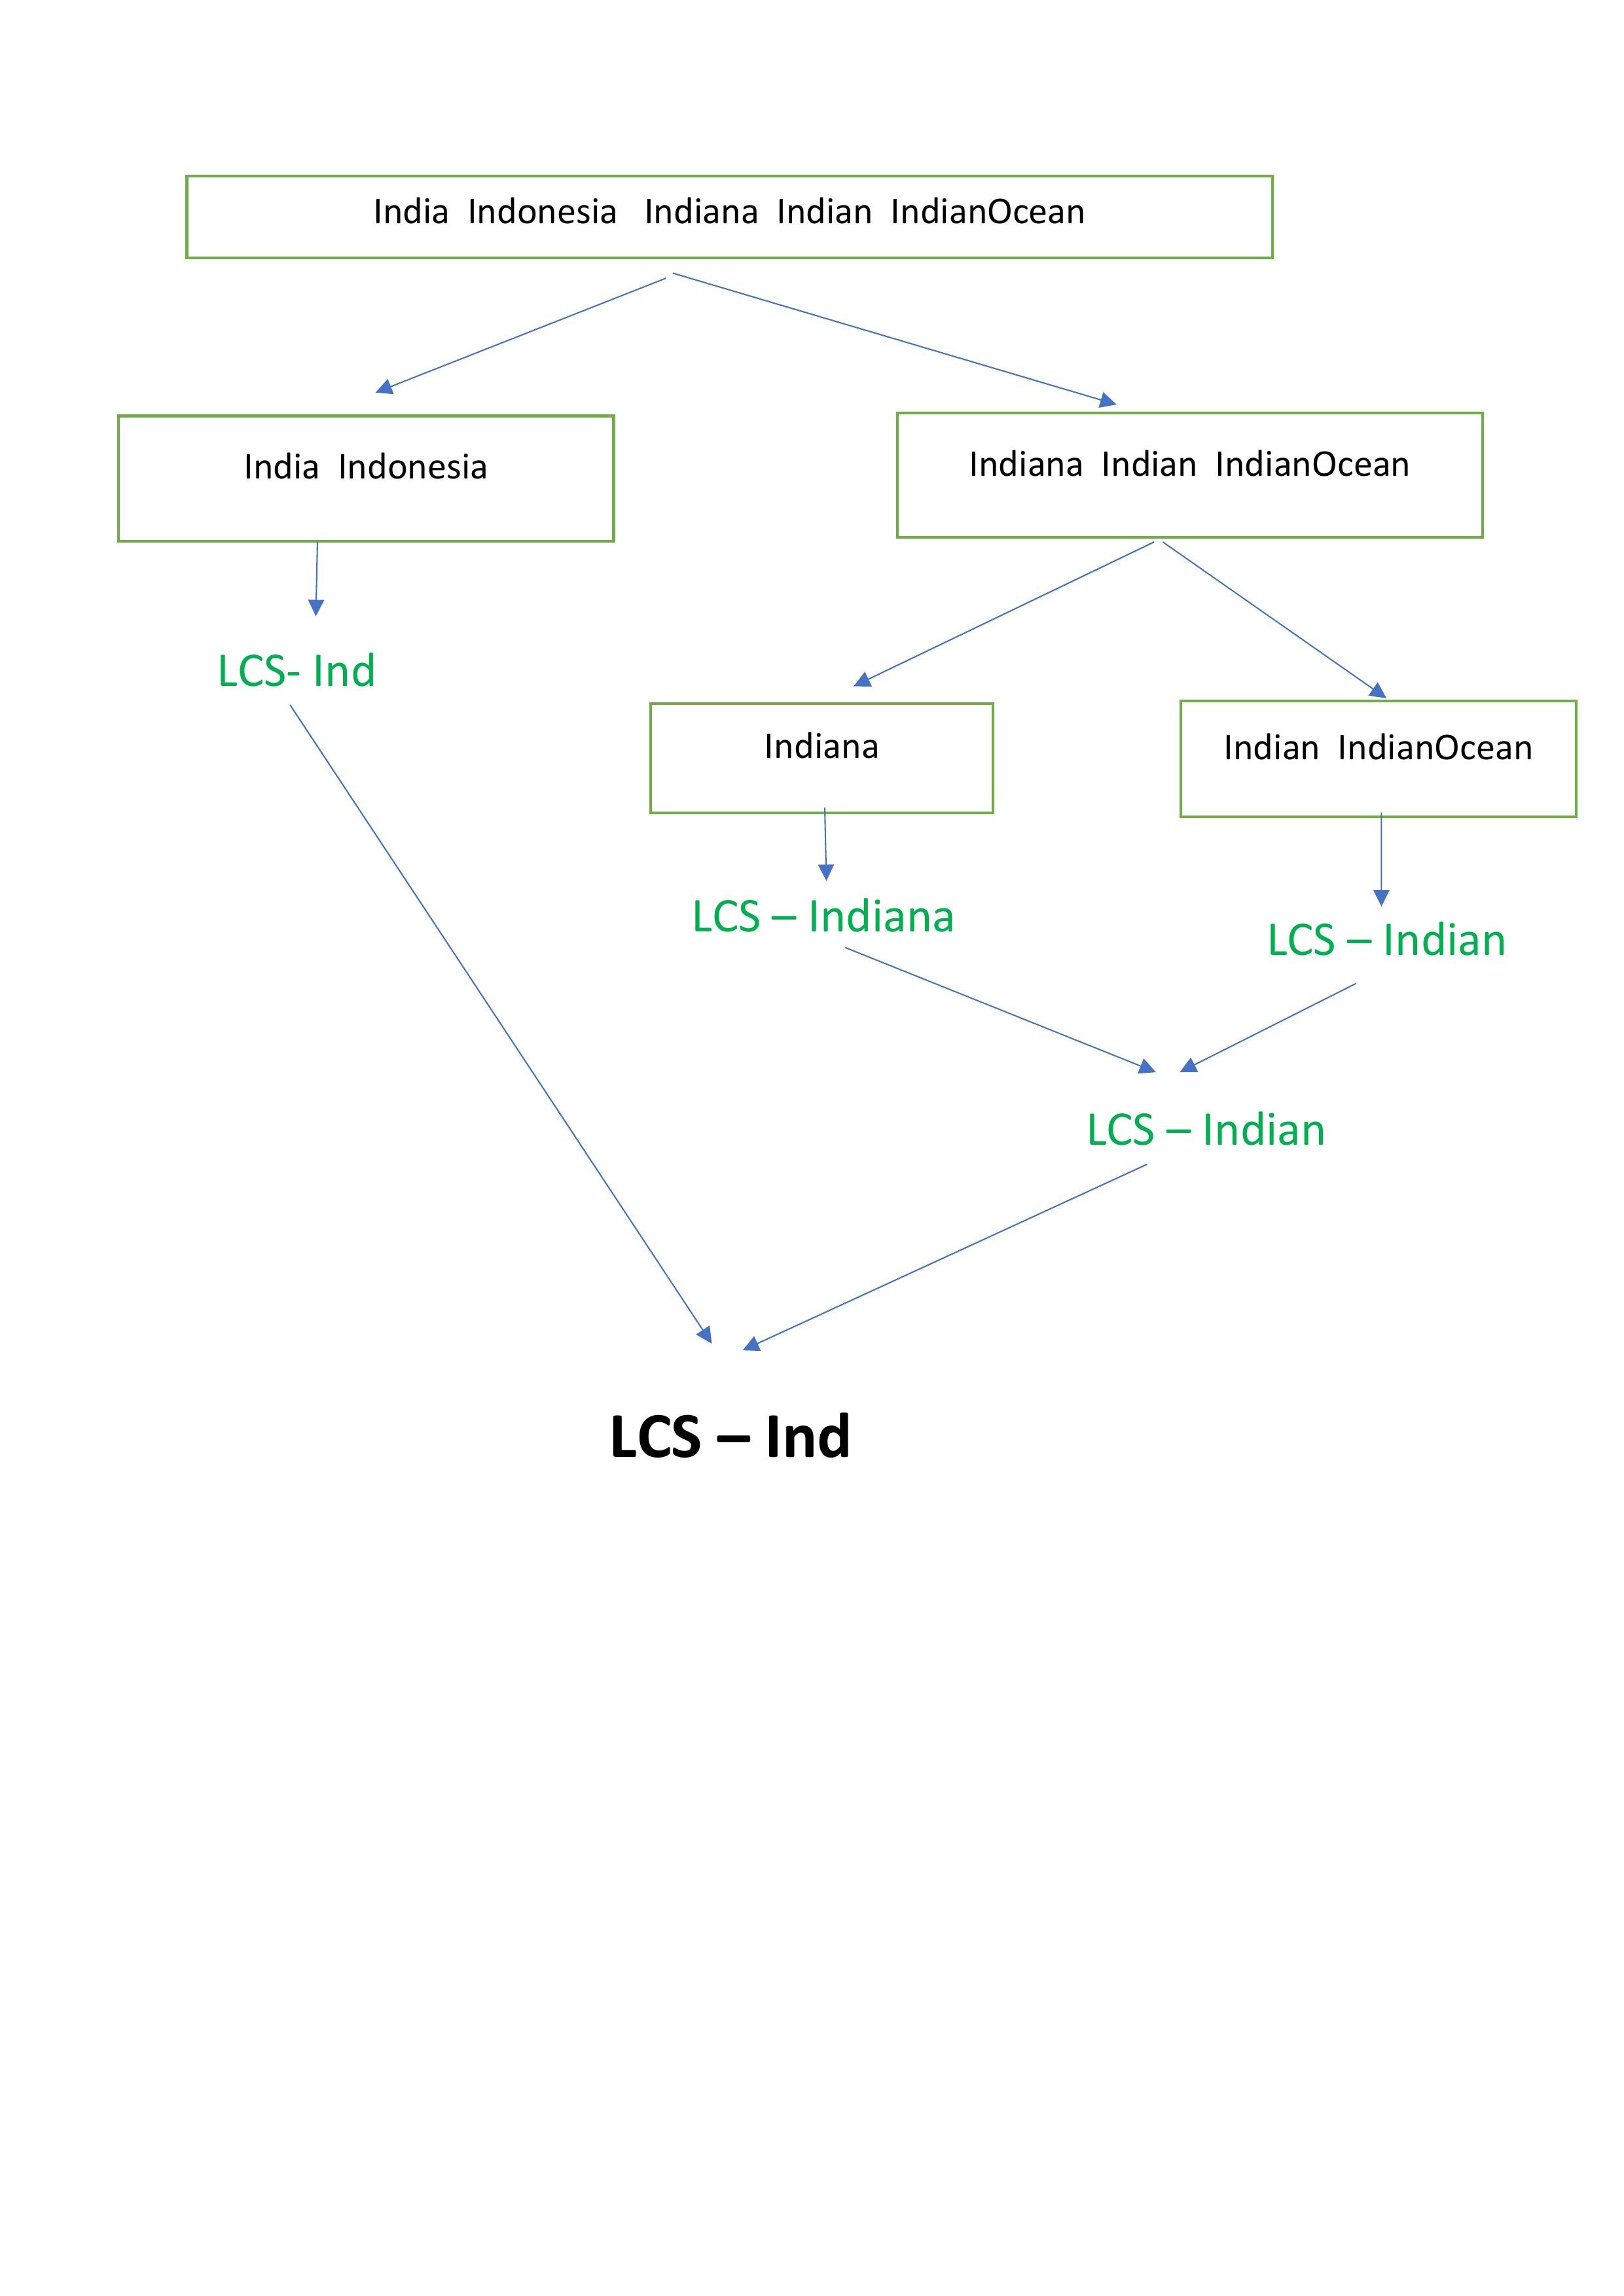 India Indonesia Indiana Indian IndianOcean
India Indonesia
Indiana Indian IndianOcean
LCS- Ind
Indiana
Indian IndianOcean
LCS – Indiana
LCS – Indian
LCS – Indian
LCS – Ind